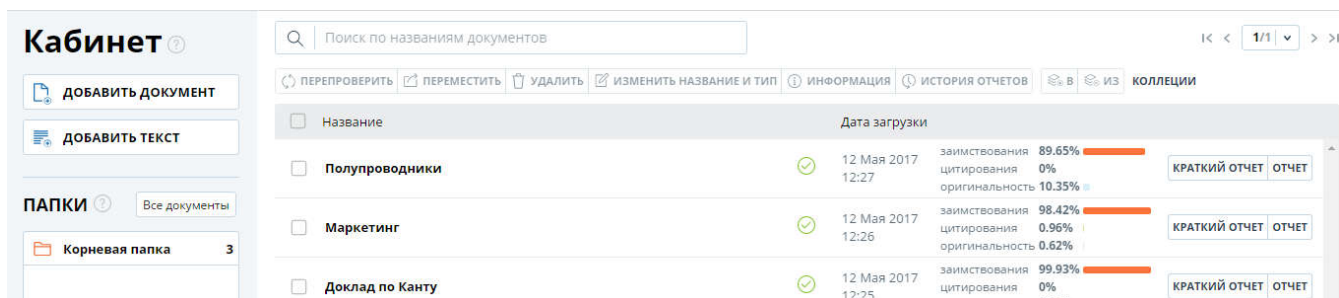 Кабинет
ДОБАВИТЬ ДОКУМЕНТ
ДОБАВИТЬ ТЕКСТ
ПАПКИ Все документы
Корневая папка 3
Поиск по названиям документов
1/1
ПЕРЕПРОВЕРИТЬ ПЕРЕМЕСТИТЬ УДАЛИТЬ ИЗМЕНИТЬ НАЗВАНИЕ И ТИП ИНФОРМАЦИЯ ИСТОРИЯ ОТЧЕТОВ В ИЗ КОЛЛЕЦИИ
Название Дата загрузки
Полупроводники
12 Мая 2017
12:27
заимствования 89.65%
цитирования 0%
оригинальность 10.35%
КРАТКИЙ ОТЧЕТ ОТЧЕТ
Маркетинг
12 Мая 2017
12:26
заимствования 98.42%
цитирования 0.96%
оригинальность 0.62%
КРАТКИЙ ОТЧЕТ ОТЧЕТ
Доклад по Канту
12 Мая 2017
12:25
заимствования 99.93%
цитирования 0%
КРАТКИЙ ОТЧЕТ ОТЧЕТ